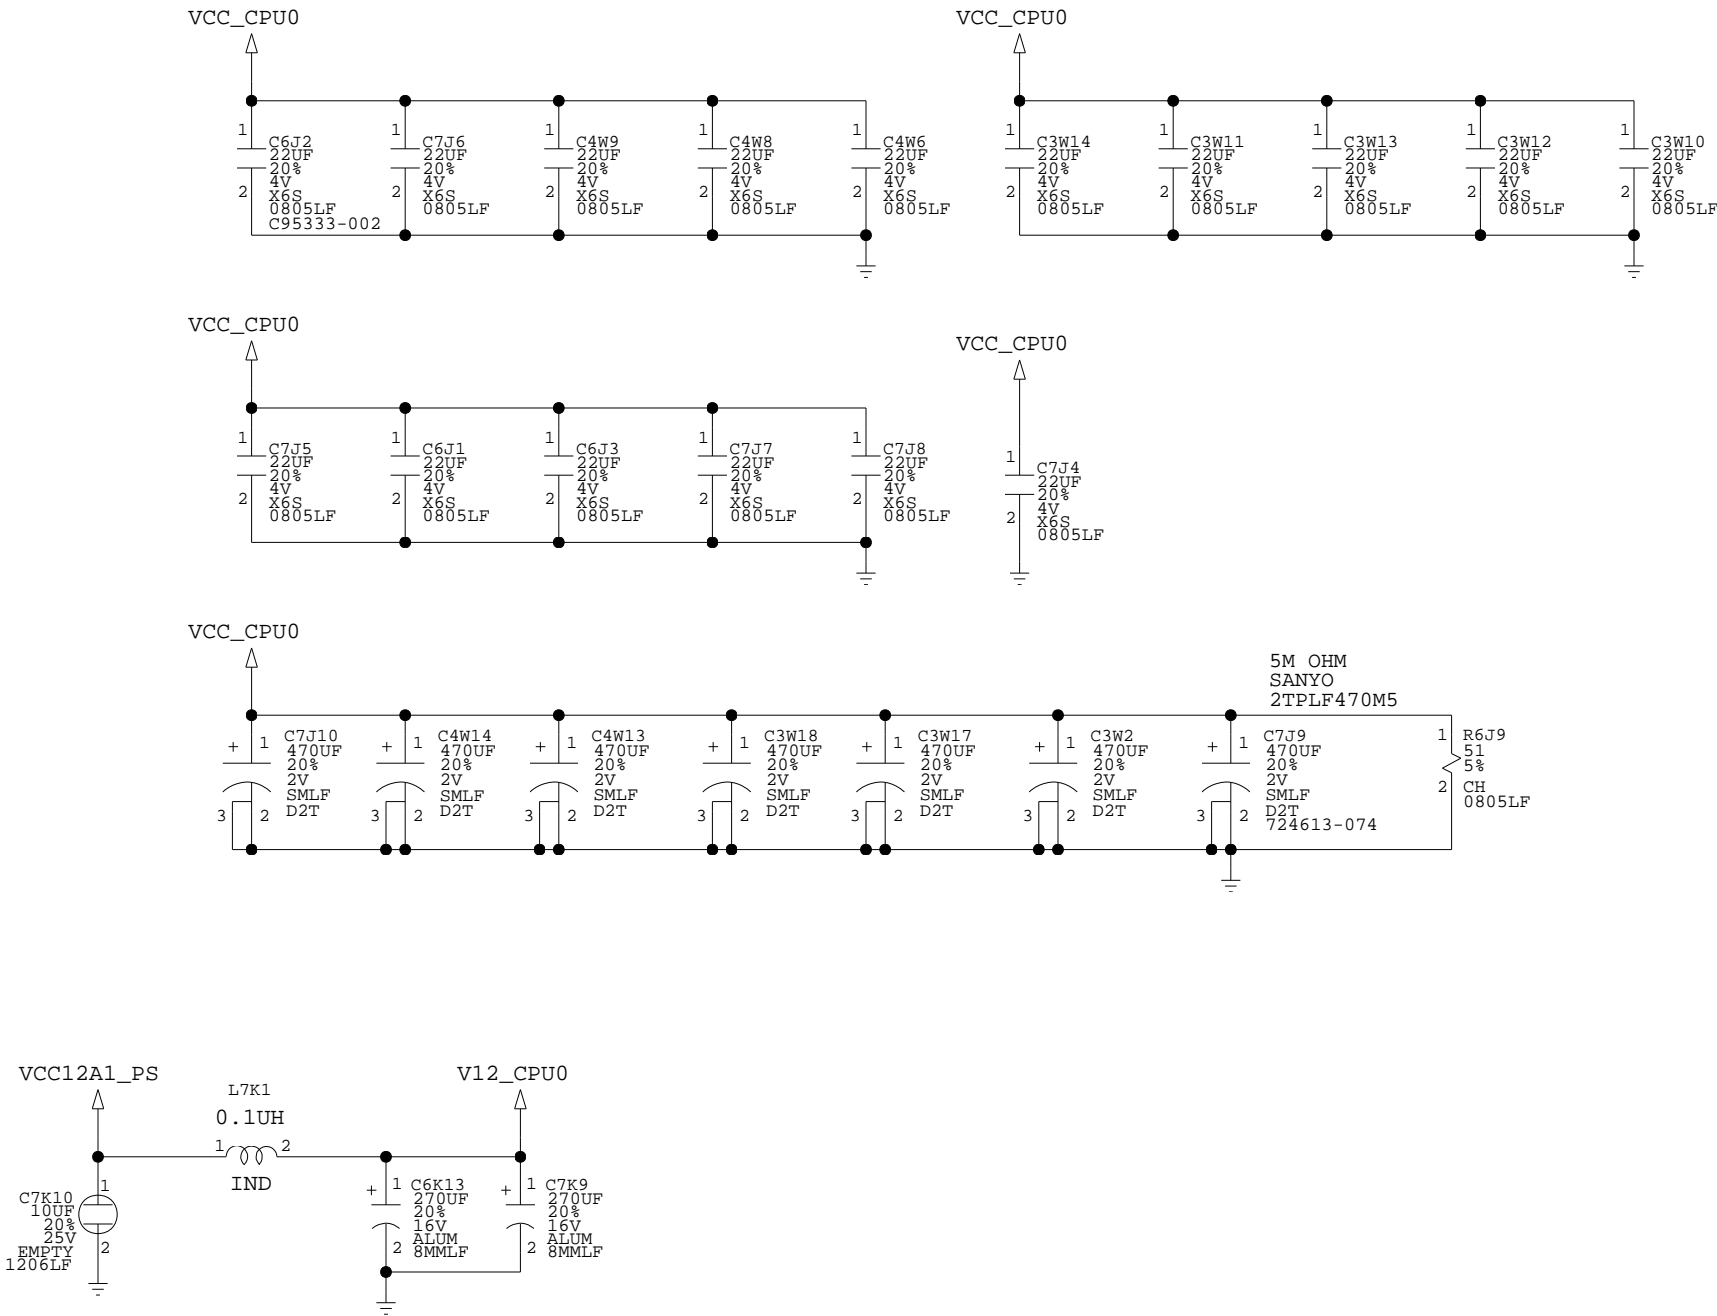 VCC_CPU0
1
C6J2
22UF
20%
4V
2
X6S
0805LF
C95333-002
1
C7J6
22UF
20%
4V
2
X6S
0805LF
1
C4W9
22UF
20%
4V
2
X6S
0805LF
1
C4W8
22UF
20%
4V
2
X6S
0805LF
1
C4W6
22UF
20%
4V
2
X6S
0805LF
VCC_CPU0
1
C3W14
22UF
20%
4V
2
X6S
0805LF
1
C3W11
22UF
20%
4V
2
X6S
0805LF
1
C3W13
22UF
20%
4V
2
X6S
0805LF
1
C3W12
22UF
20%
4V
2
X6S
0805LF
1
C3W10
22UF
20%
4V
2
X6S
0805LF
VCC_CPU0
1
C7J5
22UF
20%
4V
2
X6S
0805LF
1
C6J1
22UF
20%
4V
2
X6S
0805LF
1
C6J3
22UF
20%
4V
2
X6S
0805LF
1
C7J7
22UF
20%
4V
2
X6S
0805LF
1
C7J8
22UF
20%
4V
2
X6S
0805LF
VCC_CPU0
1
C7J4
22UF
20%
4V
2
X6S
0805LF
VCC_CPU0
+ 1
C7J10
470UF
20%
2V
SMLF
D2T
3 2
+ 1
C4W14
470UF
20%
2V
SMLF
D2T
3 2
+ 1
C4W13
470UF
20%
2V
SMLF
D2T
3 2
+ 1
C3W18
470UF
20%
2V
SMLF
D2T
3 2
+ 1
C3W17
470UF
20%
2V
SMLF
D2T
3 2
+ 1
C3W2
470UF
20%
2V
SMLF
D2T
3 2
5M OHM
SANYO
2TPLF470M5
+ 1
C7J9
470UF
20%
2V
SMLF
D2T
3 2
724613-074
1
R6J9
51
5%
2
CH
0805LF
VCC12A1_PS
1
C7K10
10UF
20%
25V
2
EMPTY
1206LF
L7K1
0.1UH
1 2
IND
V12_CPU0
+ 1
C6K13
270UF
20%
16V
ALUM
2
8MMLF
+ 1
C7K9
270UF
20%
16V
ALUM
2
8MMLF